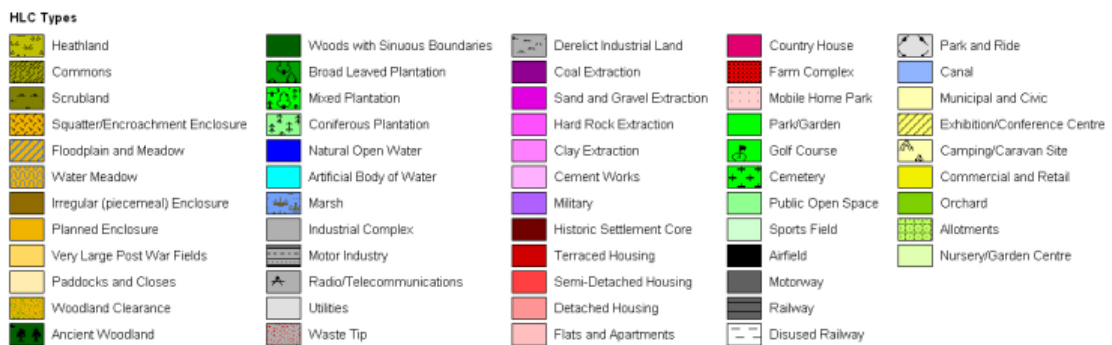 HLC Types
Heathland
Commons
Scrubland
Squatter/Encroachment Enclosure
Floodplain and Meadow
Water Meadow
Irregular (piecemeal) Enclosure
Planned Enclosure
Very Large Post War Fields
Paddocks and Closes
Woodland Clearance
Ancient Woodland
Woods with Sinuous Boundaries
Broad Leaved Plantation
Mixed Plantation
Coniferous Plantation
Natural Open Water
Artificial Body of Water
Marsh
Industrial Complex
Motor Industry
Radio/Telecommunications
Utilities
Waste Tip
Derelict Industrial Land
Coal Extraction
Sand and Gravel Extraction
Hard Rock Extraction
Clay Extraction
Cement Works
Military
Historic Settlement Core
Terraced Housing
Semi-Detached Housing
Detached Housing
Flats and Apartments
Country House
Farm Complex
Mobile Home Park
Park/Garden
Golf Course
Cemetery
Public Open Space
Sports Field
Airfield
Motorway
Railway
Disused Railway
Park and Ride
Canal
Municipal and Civic
Exhibition/Conference Centre
Camping/Caravan Site
Commercial and Retail
Orchard
Allotments
Nursery/Garden Centre